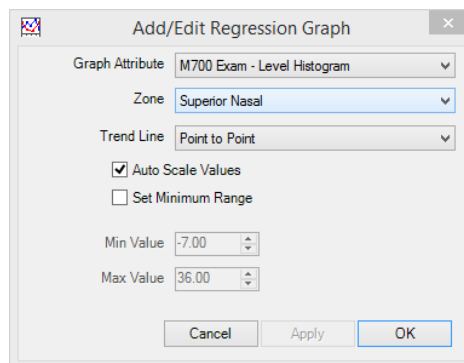 Add/Edit Regression Graph
Graph Attribute M700 Exam - Level Histogram
Zone Superior Nasal
Trend Line Point to Point
Auto Scale Values
Set Minimum Range
Min Value -7.00
Max Value 36.00
Cancel Apply OK